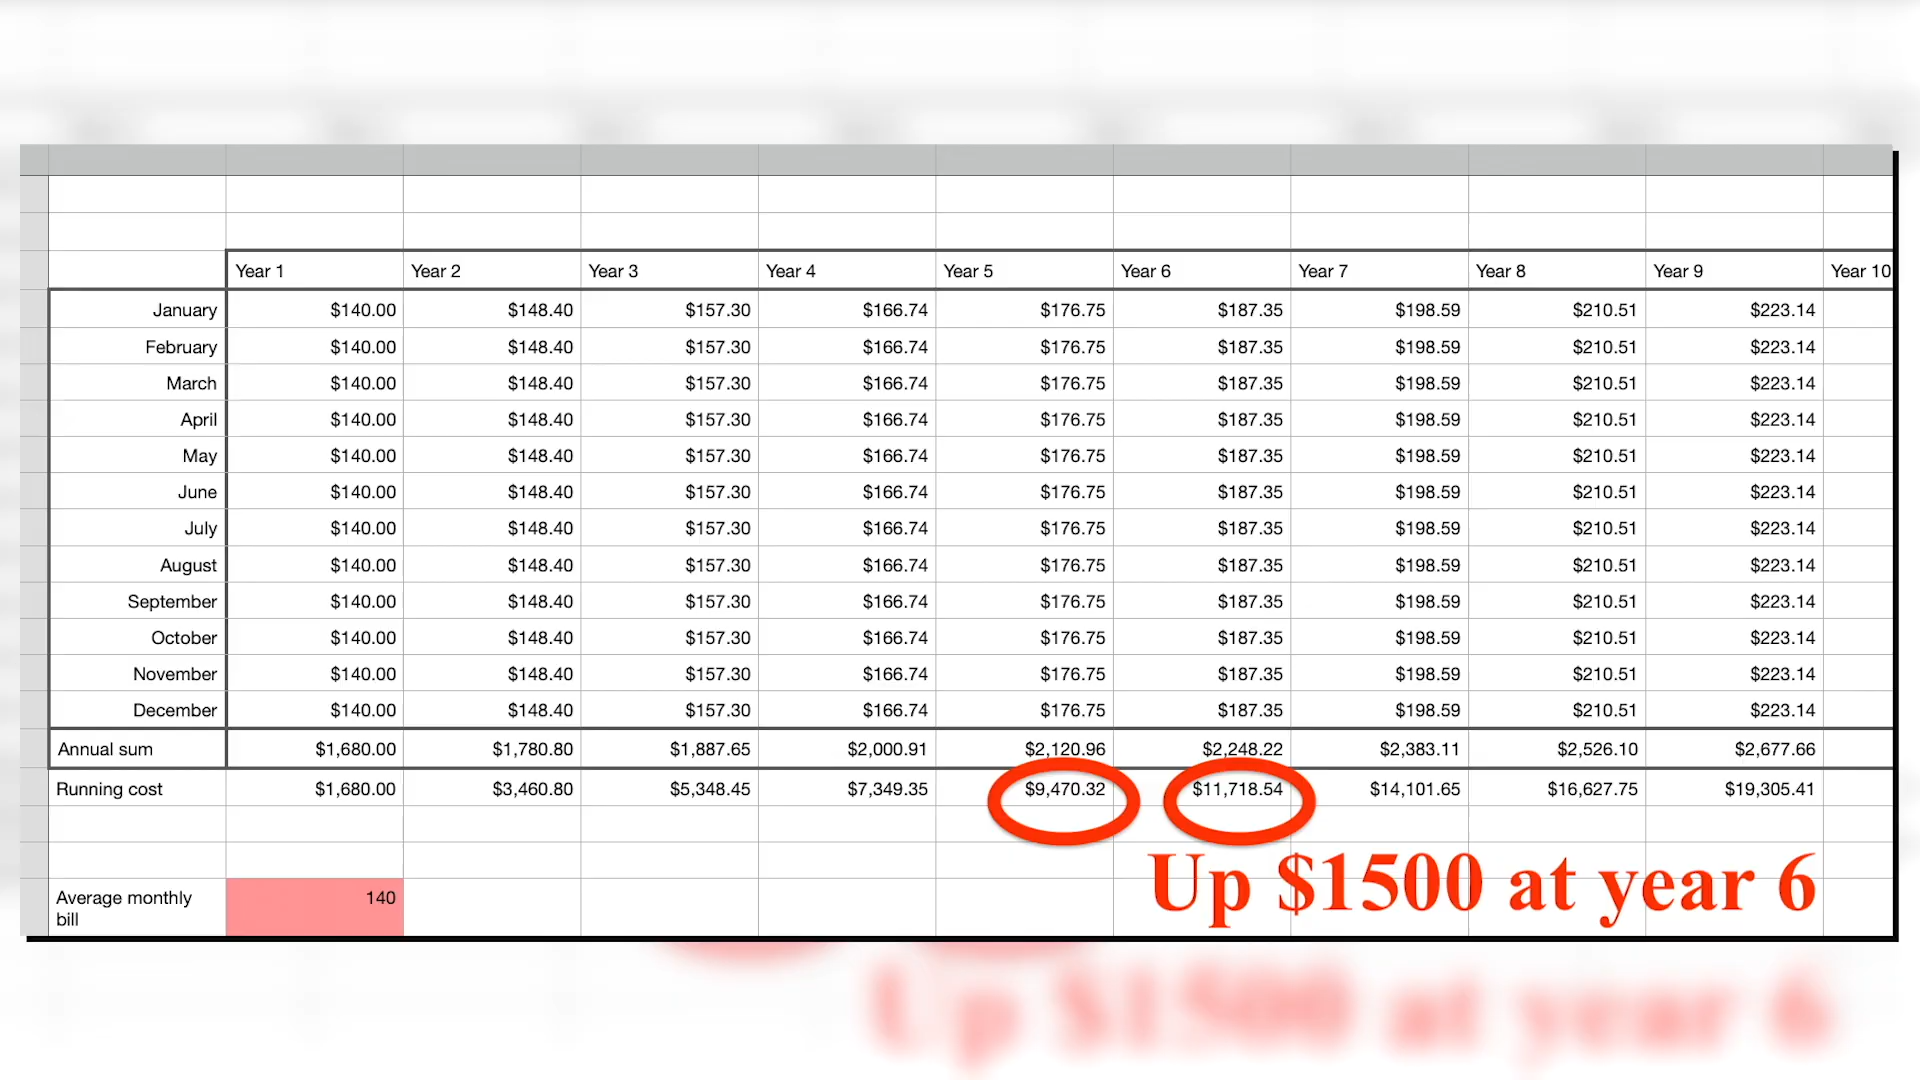 Year 1 Year 2 Year 3 Year 4 Year 5 Year 6 Year 7 Year 8 Year 9 Year 10
January $140.00 $148.40 $157.30 $166.74 $176.75 $187.35 $198.59 $210.51 $223.14
February $140.00 $148.40 $157.30 $166.74 $176.75 $187.35 $198.59 $210.51 $223.14
March $140.00 $148.40 $157.30 $166.74 $176.75 $187.35 $198.59 $210.51 $223.14
April $140.00 $148.40 $157.30 $166.74 $176.75 $187.35 $198.59 $210.51 $223.14
May $140.00 $148.40 $157.30 $166.74 $176.75 $187.35 $198.59 $210.51 $223.14
June $140.00 $148.40 $157.30 $166.74 $176.75 $187.35 $198.59 $210.51 $223.14
July $140.00 $148.40 $157.30 $166.74 $176.75 $187.35 $198.59 $210.51 $223.14
August $140.00 $148.40 $157.30 $166.74 $176.75 $187.35 $198.59 $210.51 $223.14
September $140.00 $148.40 $157.30 $166.74 $176.75 $187.35 $198.59 $210.51 $223.14
October $140.00 $148.40 $157.30 $166.74 $176.75 $187.35 $198.59 $210.51 $223.14
November $140.00 $148.40 $157.30 $166.74 $176.75 $187.35 $198.59 $210.51 $223.14
December $140.00 $148.40 $157.30 $166.74 $176.75 $187.35 $198.59 $210.51 $223.14
Annual sum $1,680.00 $1,780.80 $1,887.65 $2,000.91 $2,120.96 $2,248.22 $2,383.11 $2,526.10 $2,677.66
Running cost $1,680.00 $3,460.80 $5,348.45 $7,349.35 $9,470.32 $11,718.54 $14,101.65 $16,627.75 $19,305.41
Up $1500 at year 6
Average monthly 140
bill
Up $1500 at year 6